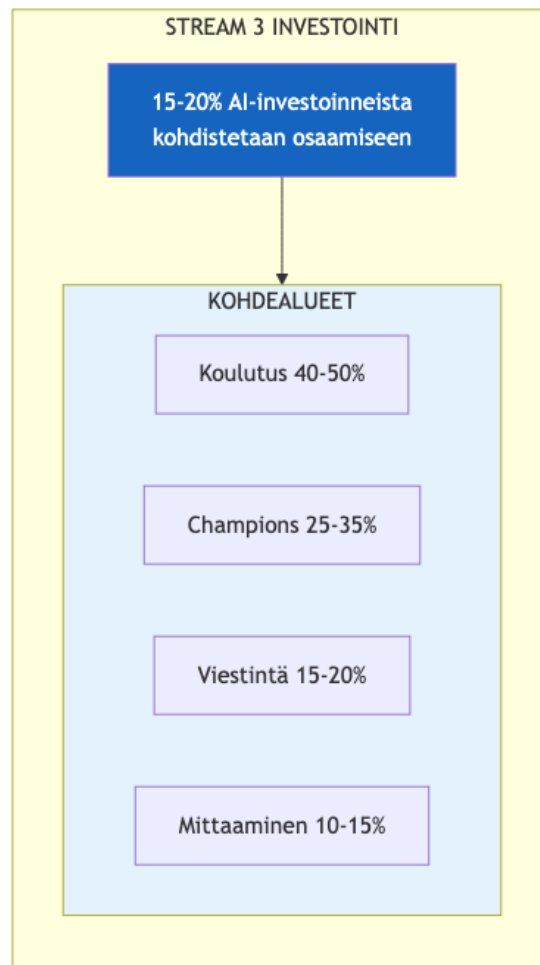 STREAM 3 INVESTOINTI
15-20% AI-investoinneista
kohdistetaan osaamiseen
KOHDEALUEET
Koulutus 40-50%
Champions 25-35%
Viestintä 15-20%
Mittaaminen 10-15%